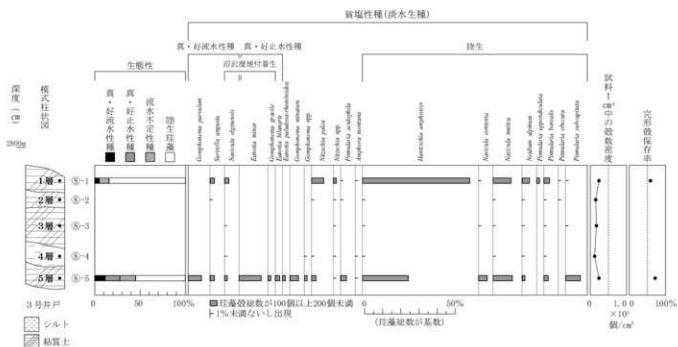 貧塩性種(淡水生種)
真・好流水性種 真・好止水性種 陸生
沼沢湿地付着生
生態性
深度(cm)
模式柱状図
真・好流水性種
真・好止水性種
流水不定性種
陸生珪藻
Gomphonema parvulum
Surirella angusta
Navicula elginensis
Eunotia minor
Gomphonema gracile
Eunotia bilunaris
Eunotia paludosa-rhomboidea
Gomphonema minutum
Gomphonema spp.
Nitzschia palea
Nitzschia spp.
Pinnularia acidophila
Amphora montana
Hantzschia amphioxys
Navicula contenta
Navicula mutica
Neidium alpinum
Pinnularia appendiculata
Pinnularia borealis
Pinnularia obscura
Pinnularia subcapitata
試料1cm³中の殻数密度
完形殻保存率
1層 Ⓢ-1
2層 Ⓢ-2
3層 Ⓢ-3
4層 Ⓢ-4
5層 Ⓢ-5
3号井戸
シルト
粘質土
0 100%
珪藻殻総数が100個以上200個未満
1%未満ないし出現
0 50%
(珪藻総数が基数)
0 1.0
×10⁵
個/cm³
0 100%